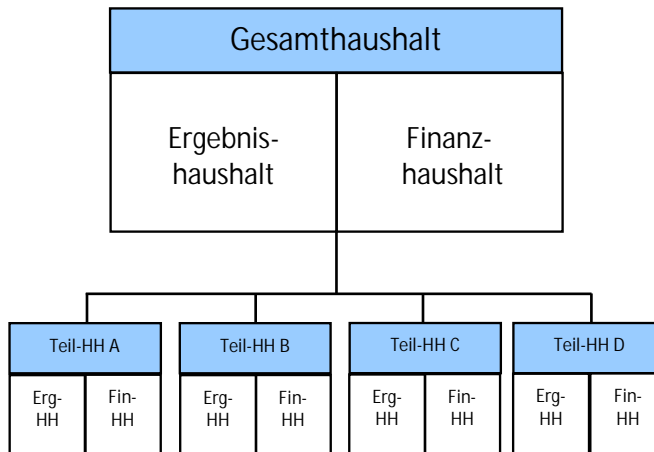 Gesamthaushalt
Ergebnis-
haushalt
Finanz-
haushalt
Teil-HH A
Teil-HH B
Teil-HH C
Teil-HH D
Erg-
HH
Fin-
HH
Erg-
HH
Fin-
HH
Erg-
HH
Fin-
HH
Erg-
HH
Fin-
HH